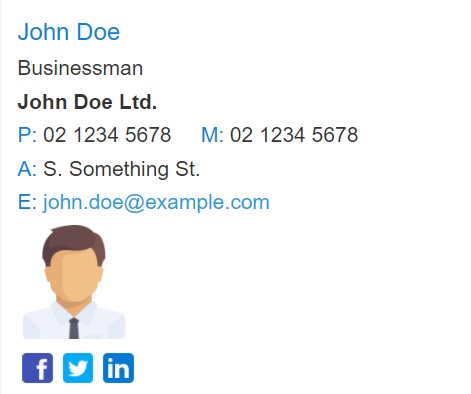 John Doe
Businessman
John Doe Ltd.
P: 02 1234 5678 M: 02 1234 5678
A: S. Something St.
E: john.doe@example.com
f in